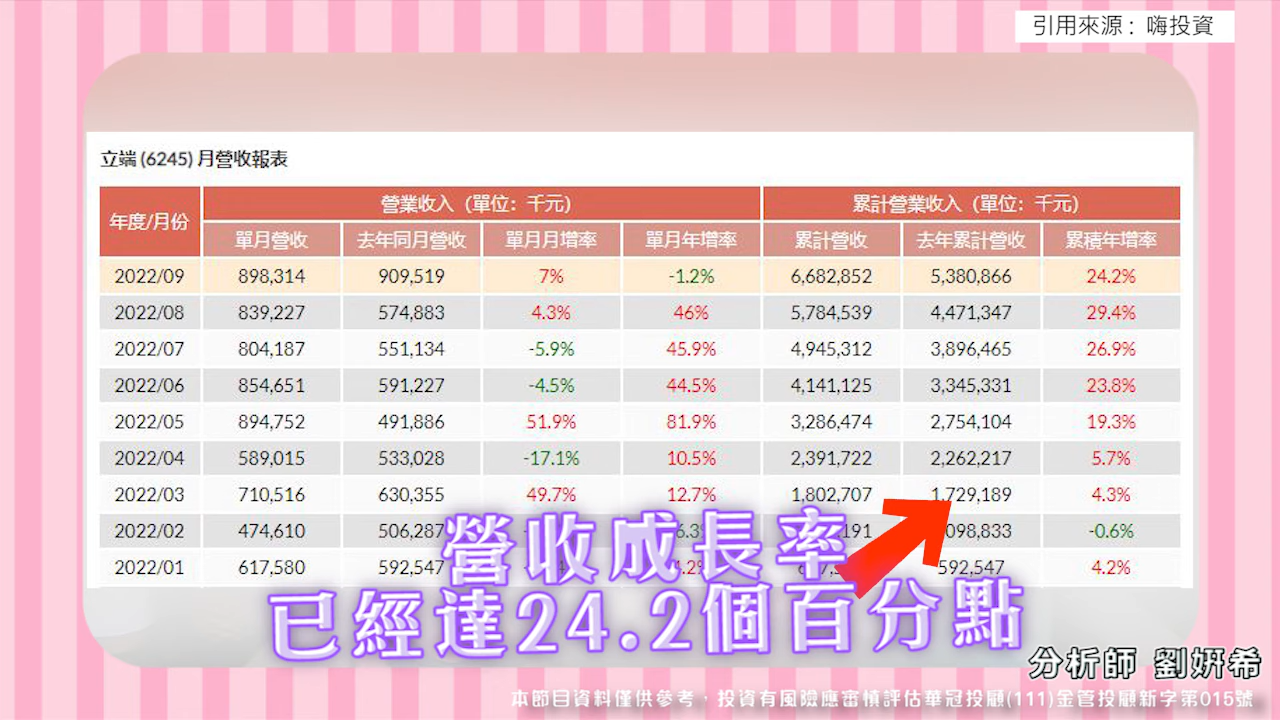 引用來源：嗨投資
立端(6245)月營收報表
年度/月份 營業收入（單位：千元） 累計營業收入（單位：千元）
單月營收 去年同月營收 單月月增率 單月年增率 累計營收 去年累計營收 累積年增率
2022/09 898,314 909,519 7% -1.2% 6,682,852 5,380,866 24.2%
2022/08 839,227 574,883 4.3% 46% 5,784,539 4,471,347 29.4%
2022/07 804,187 551,134 -5.9% 45.9% 4,945,312 3,896,465 26.9%
2022/06 854,651 591,227 -4.5% 44.5% 4,141,125 3,345,331 23.8%
2022/05 894,752 491,886 51.9% 81.9% 3,286,474 2,754,104 19.3%
2022/04 589,015 533,028 -17.1% 10.5% 2,391,722 2,262,217 5.7%
2022/03 710,516 630,355 49.7% 12.7% 1,802,707 1,729,189 4.3%
2022/02 474,610 506,287 098,833 -0.6%
2022/01 617,580 592,547 592,547 4.2%
營收成長率
已經達24.2個百分點
分析師 劉妍希
本節目資料僅供參考，投資有風險應審慎評估華冠投顧(111)金管投顧新字第015號